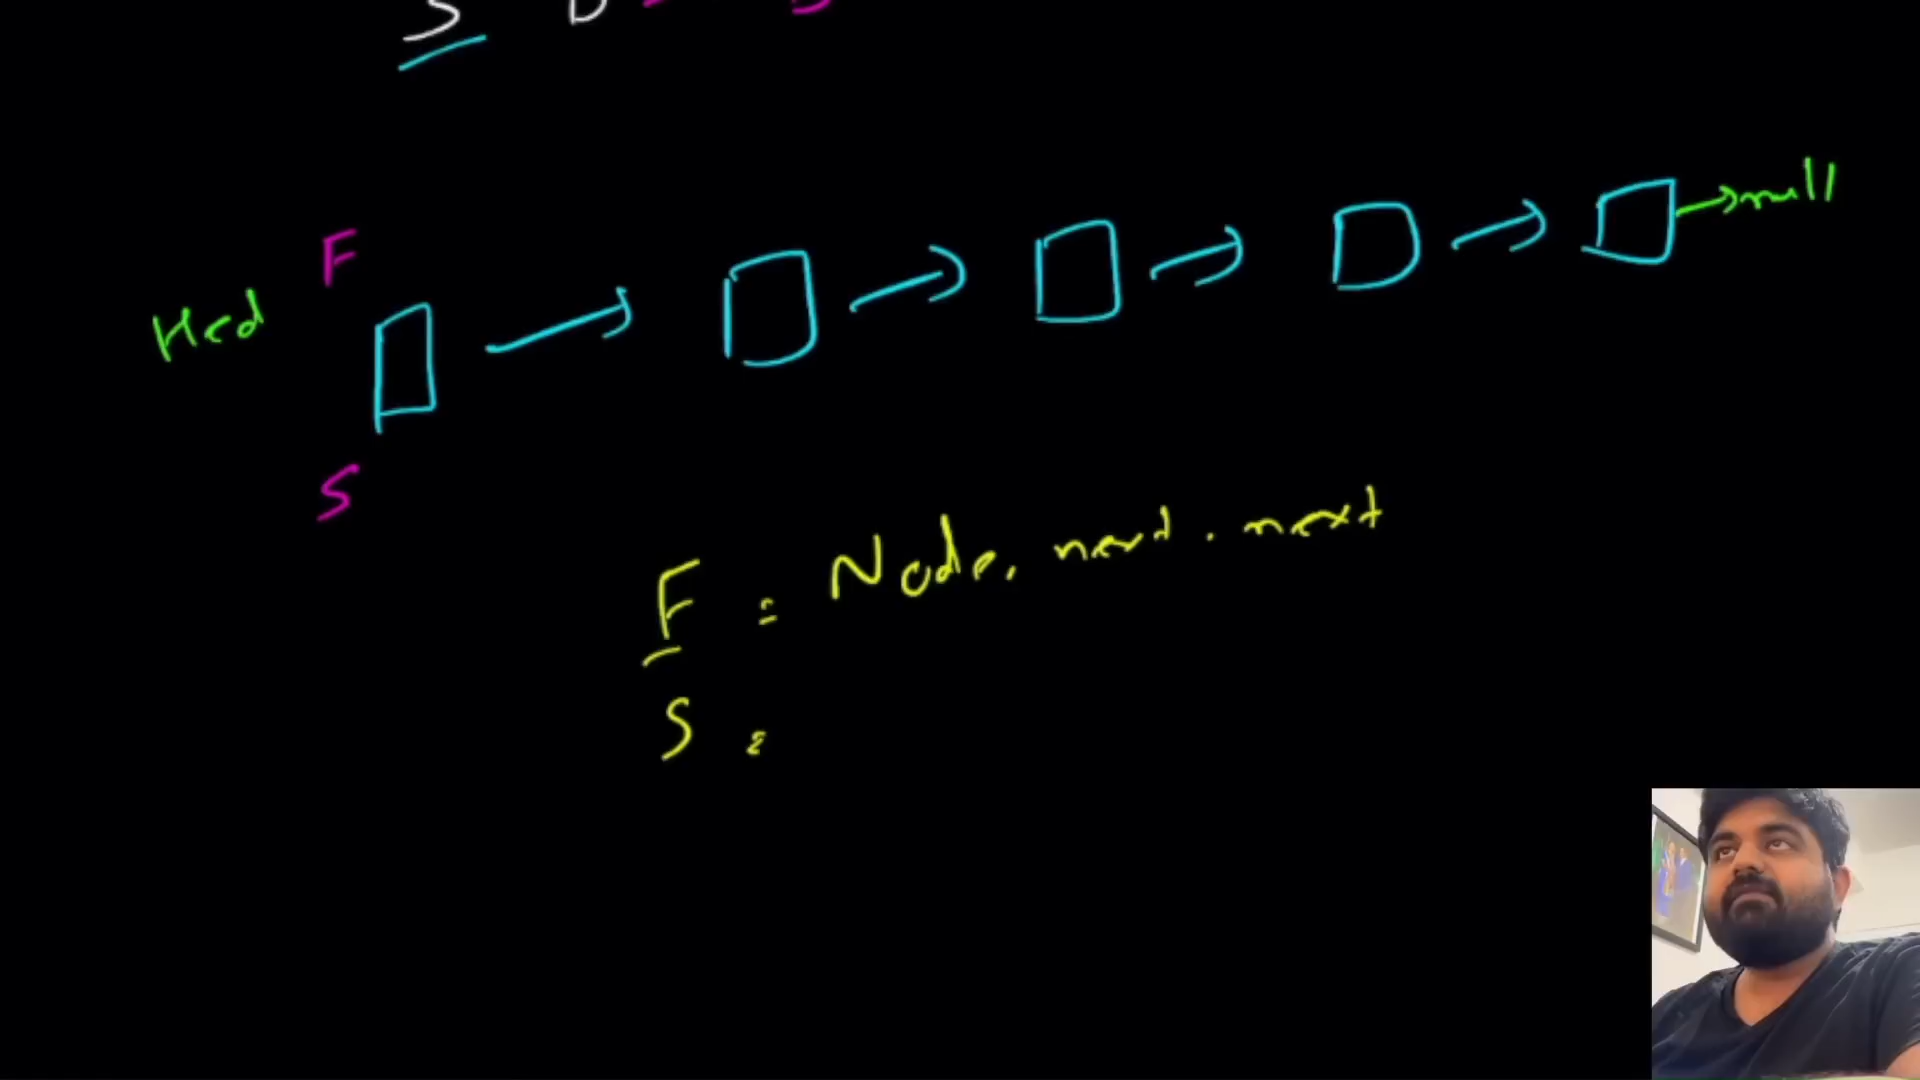 F
Hed
null
S
F = Node. next. next
S =